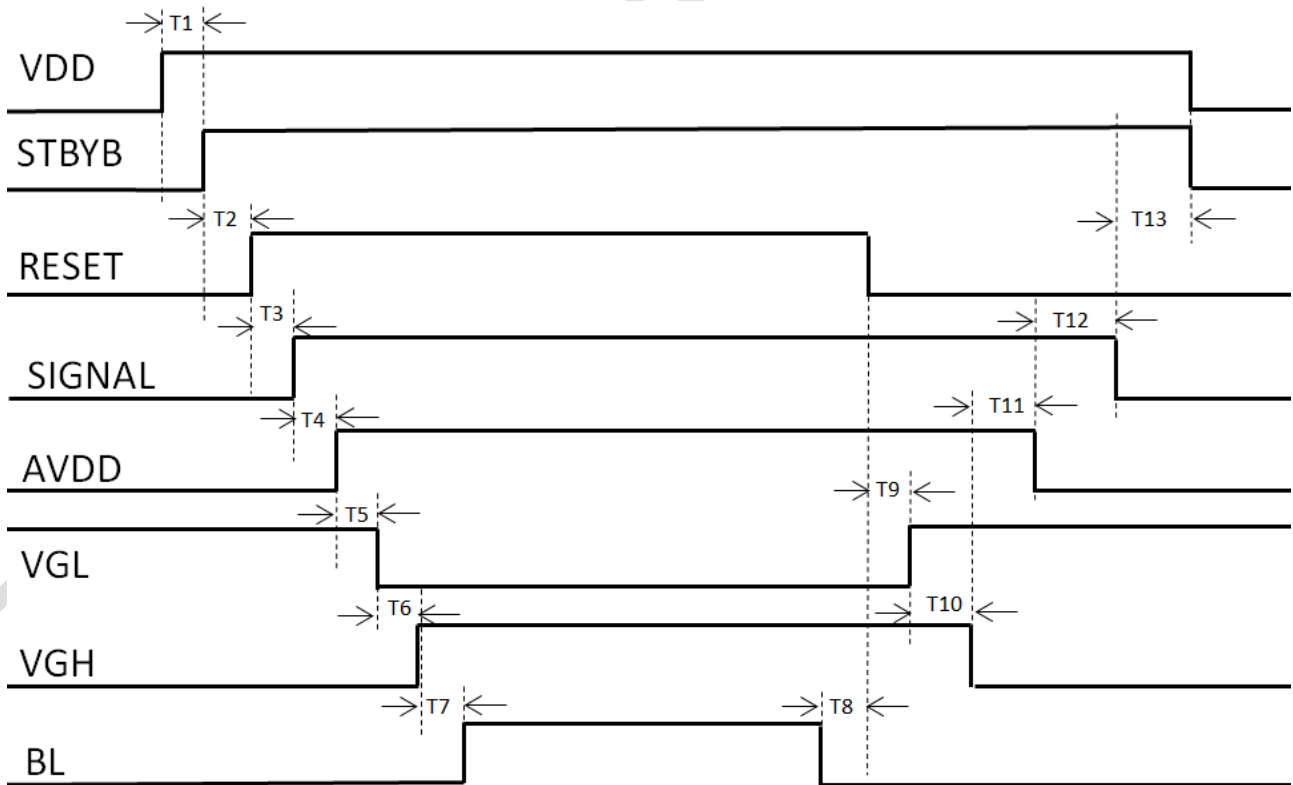 T1
VDD
STBYB
T2
T13
RESET
T3
T12
SIGNAL
T4
T11
AVDD
T5
T9
VGL
T6
T10
VGH
T7
T8
BL